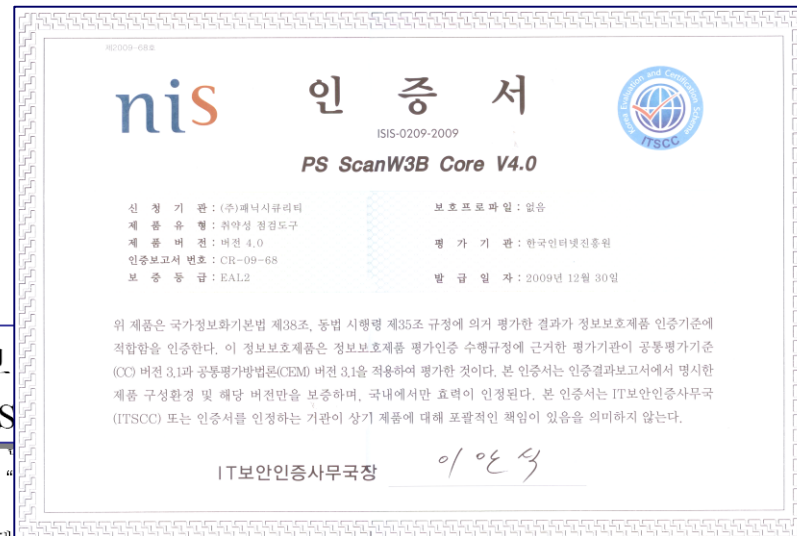 제2009-68호
nis
인 증 서
ISIS-0209-2009
PS ScanW3B Core V4.0
Korea Evaluation and Certification Scheme
ITSCC
신 청 기 관 : (주)패닉시큐리티
제 품 유 형 : 취약성 점검도구
제 품 버 전 : 버전 4.0
인증보고서 번호 : CR-09-68
보 증 등 급 : EAL2
보호프로파일 : 없음
평 가 기 관 : 한국인터넷진흥원
발 급 일 자 : 2009년 12월 30일
위 제품은 국가정보화기본법 제38조, 동법 시행령 제35조 규정에 의거 평가한 결과가 정보보호제품 인증기준에
적합함을 인증한다. 이 정보보호제품은 정보보호제품 평가인증 수행규정에 근거한 평가기관이 공통평가기준
(CC) 버전 3.1과 공통평가방법론(CEM) 버전 3.1을 적용하여 평가한 것이다. 본 인증서는 인증결과보고서에서 명시한
제품 구성환경 및 해당 버전만을 보증하며, 국내에서만 효력이 인정된다. 본 인증서는 IT보안인증사무국
(ITSCC) 또는 인증서를 인정하는 기관이 상기 제품에 대해 포괄적인 책임이 있음을 의미하지 않는다.
IT보안인증사무국장
S
“